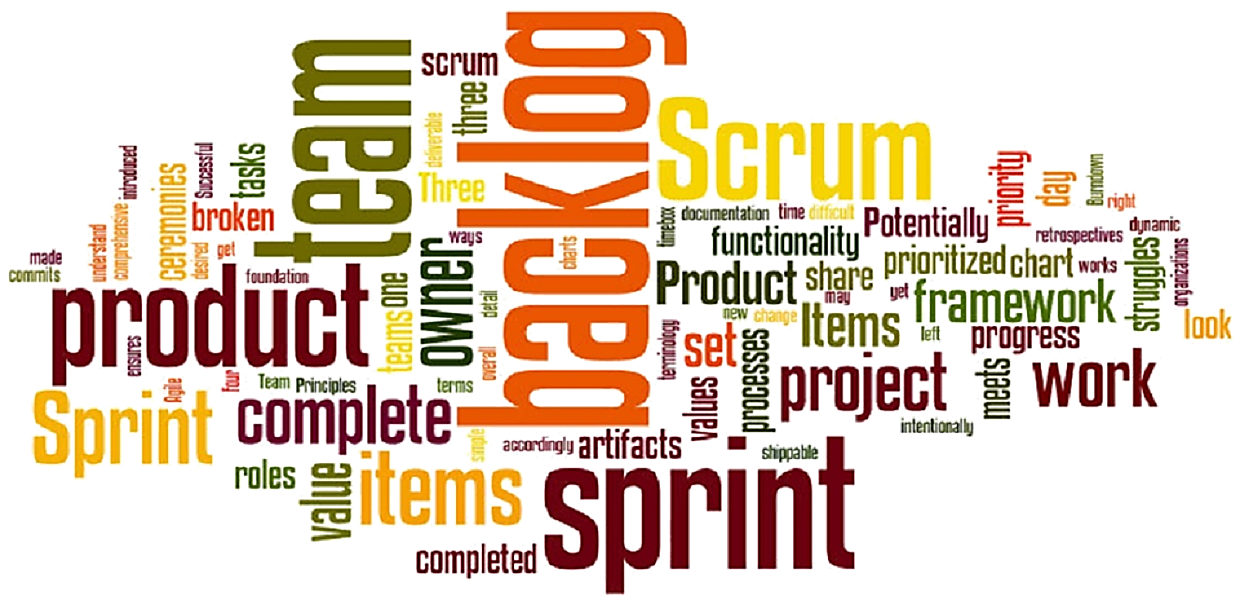 backlog
team
scrum
three
deliverable
Three
Scrum
introduced
Successful
tasks
ceremonies
broken
understand
comprehensive
desired
get
made
commits
foundation
product
ensures
Agile
four
Team
Principles
Sprint
complete
roles
value
items
completed
teams
one
owner
ways
detail
overall
terms
simple
charts
accordingly
artifacts
sprint
shippable
timebox
documentation
time
difficult
Potentially
functionality
priority
day
Burndown
right
dynamic
retrospectives
Product
share
prioritized
chart
works
struggles
organizations
may
yet
framework
new
change
Items
left
progress
look
terminology
set
values
processes
project
meets
work
intentionally